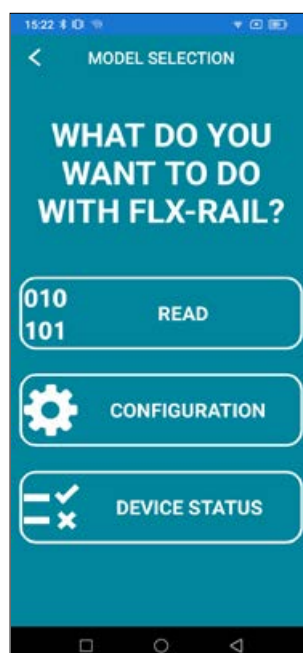 15:22
MODEL SELECTION
WHAT DO YOU
WANT TO DO
WITH FLX-RAIL?
010
101
READ
CONFIGURATION
DEVICE STATUS